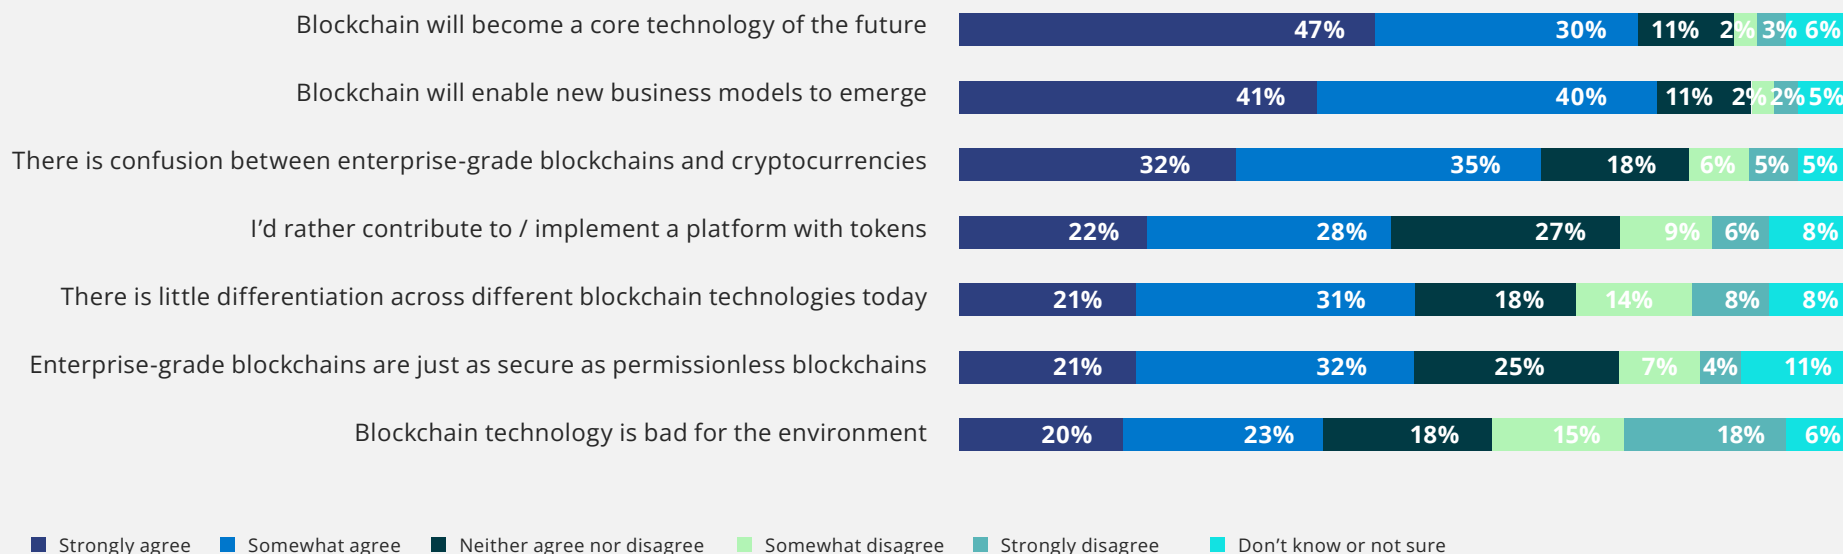 Blockchain will become a core technology of the future 47% 30% 11% 2% 3% 6%
Blockchain will enable new business models to emerge 41% 40% 11% 2% 2% 5%
There is confusion between enterprise-grade blockchains and cryptocurrencies 32% 35% 18% 6% 5% 5%
I’d rather contribute to / implement a platform with tokens 22% 28% 27% 9% 6% 8%
There is little differentiation across different blockchain technologies today 21% 31% 18% 14% 8% 8%
Enterprise-grade blockchains are just as secure as permissionless blockchains 21% 32% 25% 7% 4% 11%
Blockchain technology is bad for the environment 20% 23% 18% 15% 18% 6%
Strongly agree Somewhat agree Neither agree nor disagree Somewhat disagree Strongly disagree Don’t know or not sure